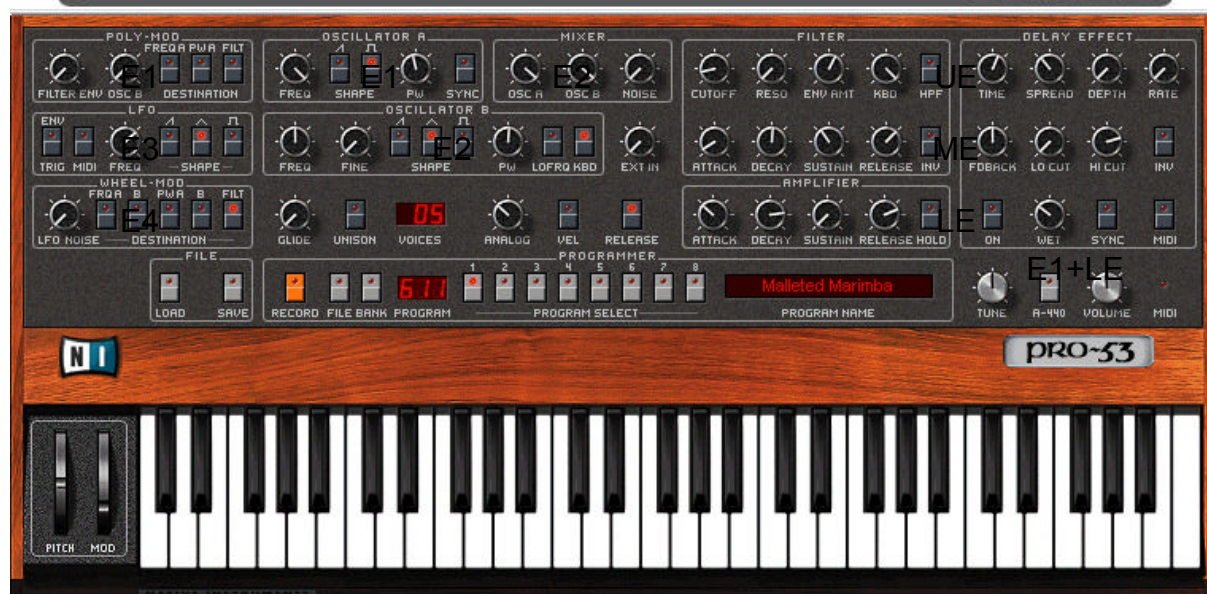 POLY-MOD OSCILLATOR A MIXER FILTER DELAY EFFECT
FREQA PWA FILT
E1 E1 E2 UE
FILTER ENV OSC B DESTINATION FREQ SHAPE PW SYNC OSC A OSC B NOISE CUTOFF RESO ENV AMT KBD HPF TIME SPREAD DEPTH RATE
LFO OSCILLATOR B
ENV
E3 E2 ME
TRIG MIDI FREQ SHAPE FREQ FINE SHAPE PW LOFRQ KBD EXT IN ATTACK DECAY SUSTAIN RELEASE INV FDBACK LO CUT HI CUT INV
WHEEL-MOD AMPLIFIER
FRQA B PWA B FILT
E4 05 LE
LFO NOISE DESTINATION GLIDE UNISON VOICES ANALOG VEL RELEASE ATTACK DECAY SUSTAIN RELEASE HOLD ON WET SYNC MIDI
FILE PROGRAMMER
1 2 3 4 5 6 7 8 E1+LE
611 Malleted Marimba
LOAD SAVE RECORD FILE BANK PROGRAM PROGRAM SELECT PROGRAM NAME TUNE A-440 VOLUME MIDI
NI PRO-53
PITCH MOD